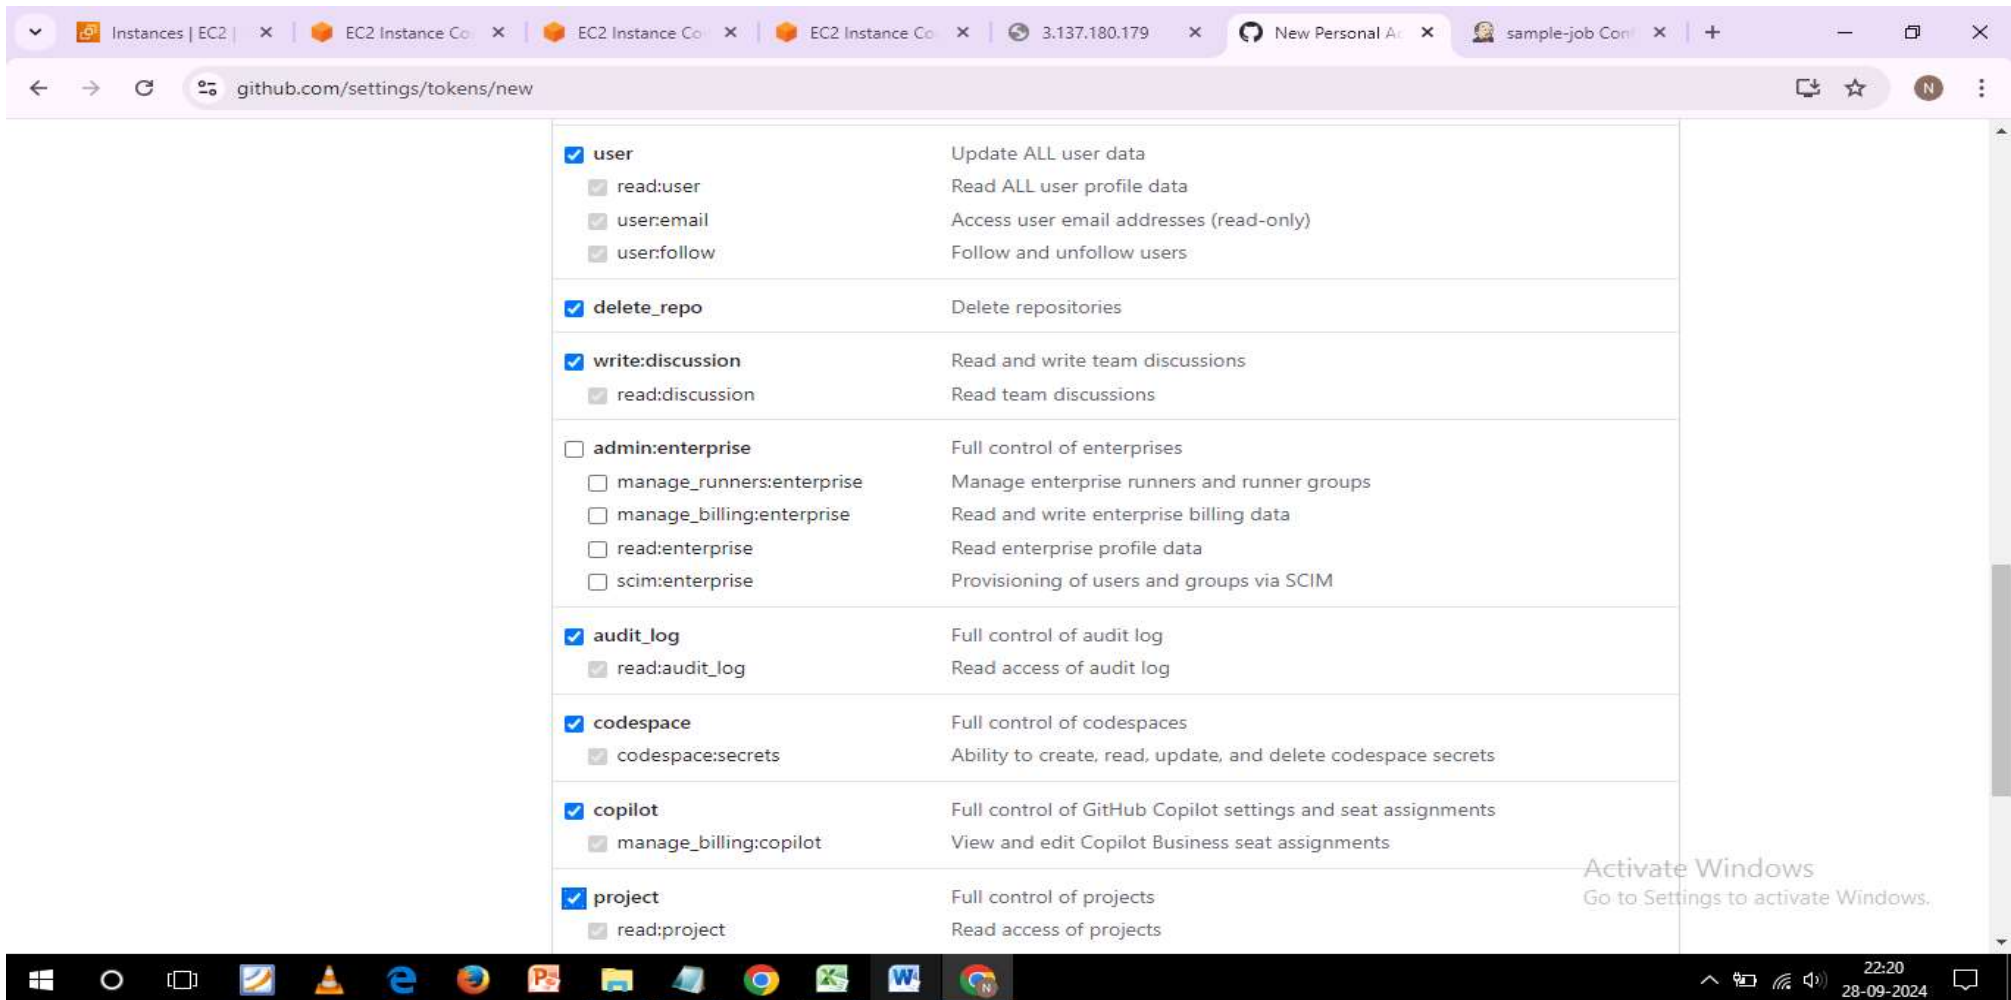 Instances | EC2 |
EC2 Instance Co
EC2 Instance Co
EC2 Instance Co
3.137.180.179
New Personal Ac
sample-job Con
github.com/settings/tokens/new
N
user Update ALL user data
read:user Read ALL user profile data
user:email Access user email addresses (read-only)
user:follow Follow and unfollow users
delete_repo Delete repositories
write:discussion Read and write team discussions
read:discussion Read team discussions
admin:enterprise Full control of enterprises
manage_runners:enterprise Manage enterprise runners and runner groups
manage_billing:enterprise Read and write enterprise billing data
read:enterprise Read enterprise profile data
scim:enterprise Provisioning of users and groups via SCIM
audit_log Full control of audit log
read:audit_log Read access of audit log
codespace Full control of codespaces
codespace:secrets Ability to create, read, update, and delete codespace secrets
copilot Full control of GitHub Copilot settings and seat assignments
manage_billing:copilot View and edit Copilot Business seat assignments
Activate Windows
project Full control of projects
Go to Settings to activate Windows.
read:project Read access of projects
22:20
28-09-2024